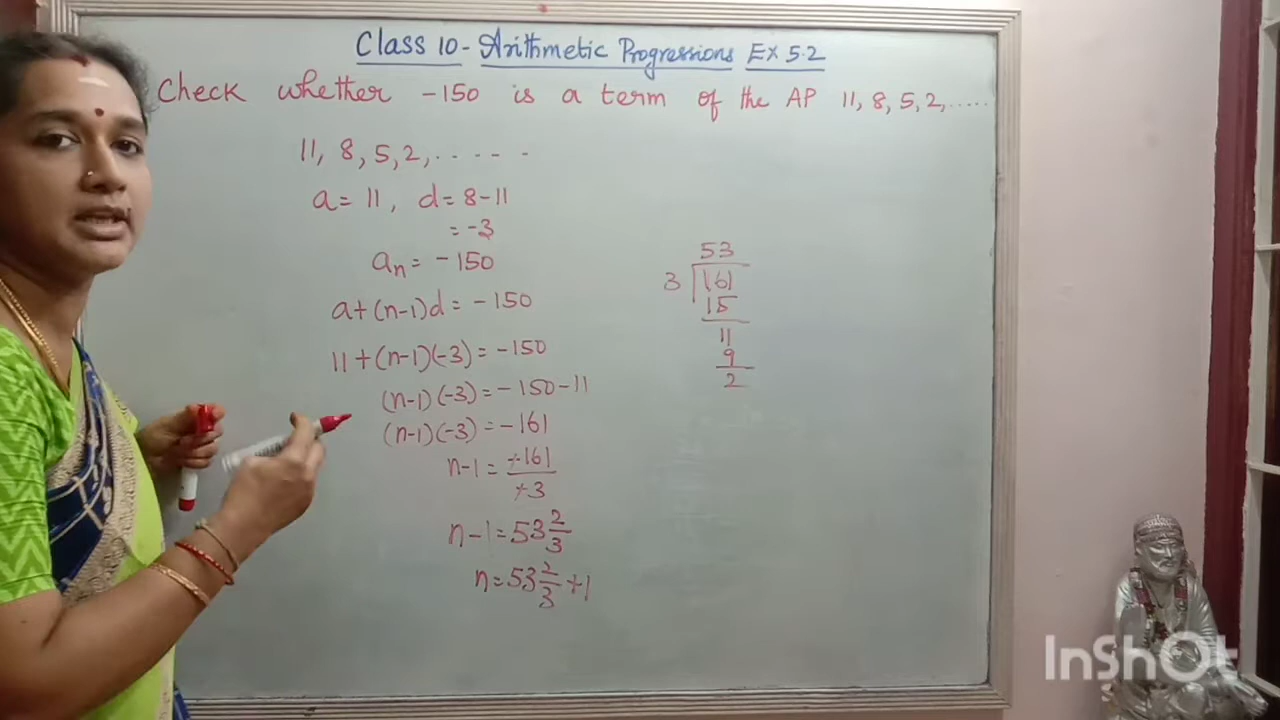 Class 10 - Arithmetic Progressions Ex 5.2
Check whether -150 is a term of the AP 11, 8, 5, 2, .....
11, 8, 5, 2, . . . . .
a = 11, d = 8-11
= -3
aₙ = -150
a+(n-1)d = -150
11+(n-1)(-3) = -150
(n-1)(-3) = -150-11
(n-1)(-3) = -161
n-1 = -161
-3
n-1 = 53 2/3
n = 53 2/3 +1
53
3 161
15
11
9
2
InShOt